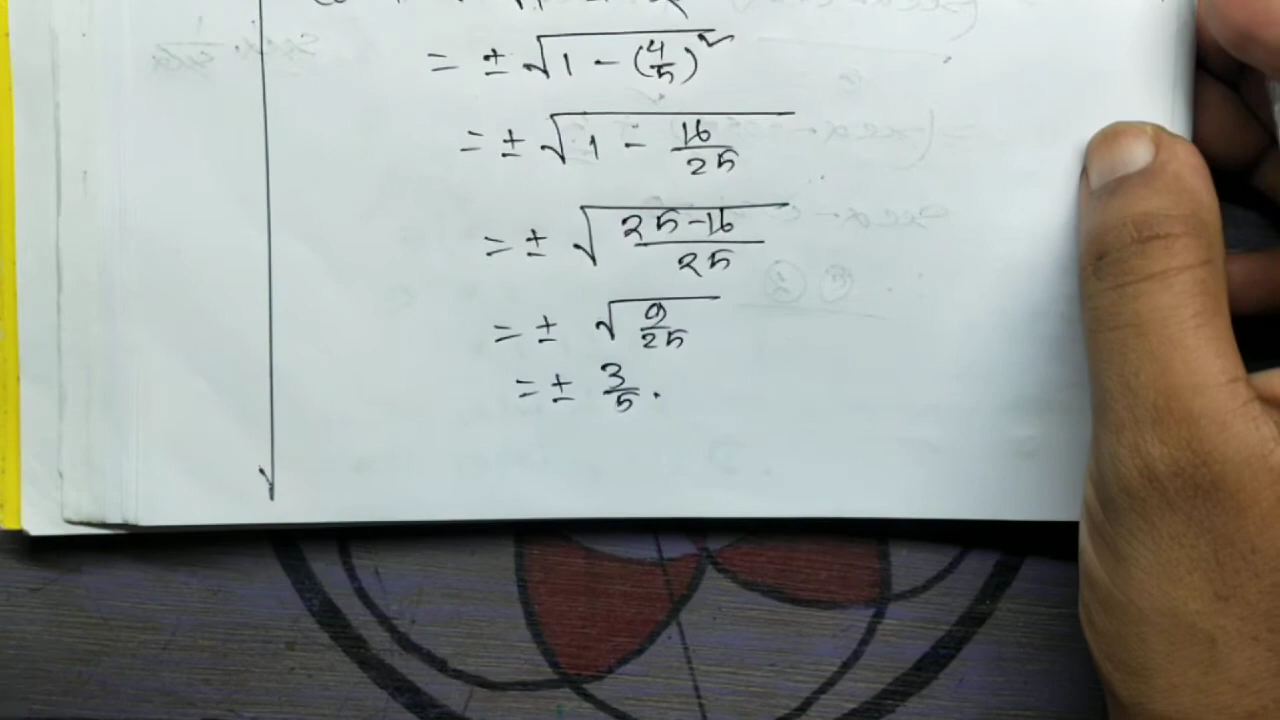 = ± √(1 - (4/5)²)
= ± √(1 - 16/25)
= ± √((25-16)/25)
= ± √(9/25)
= ± 3/5 .